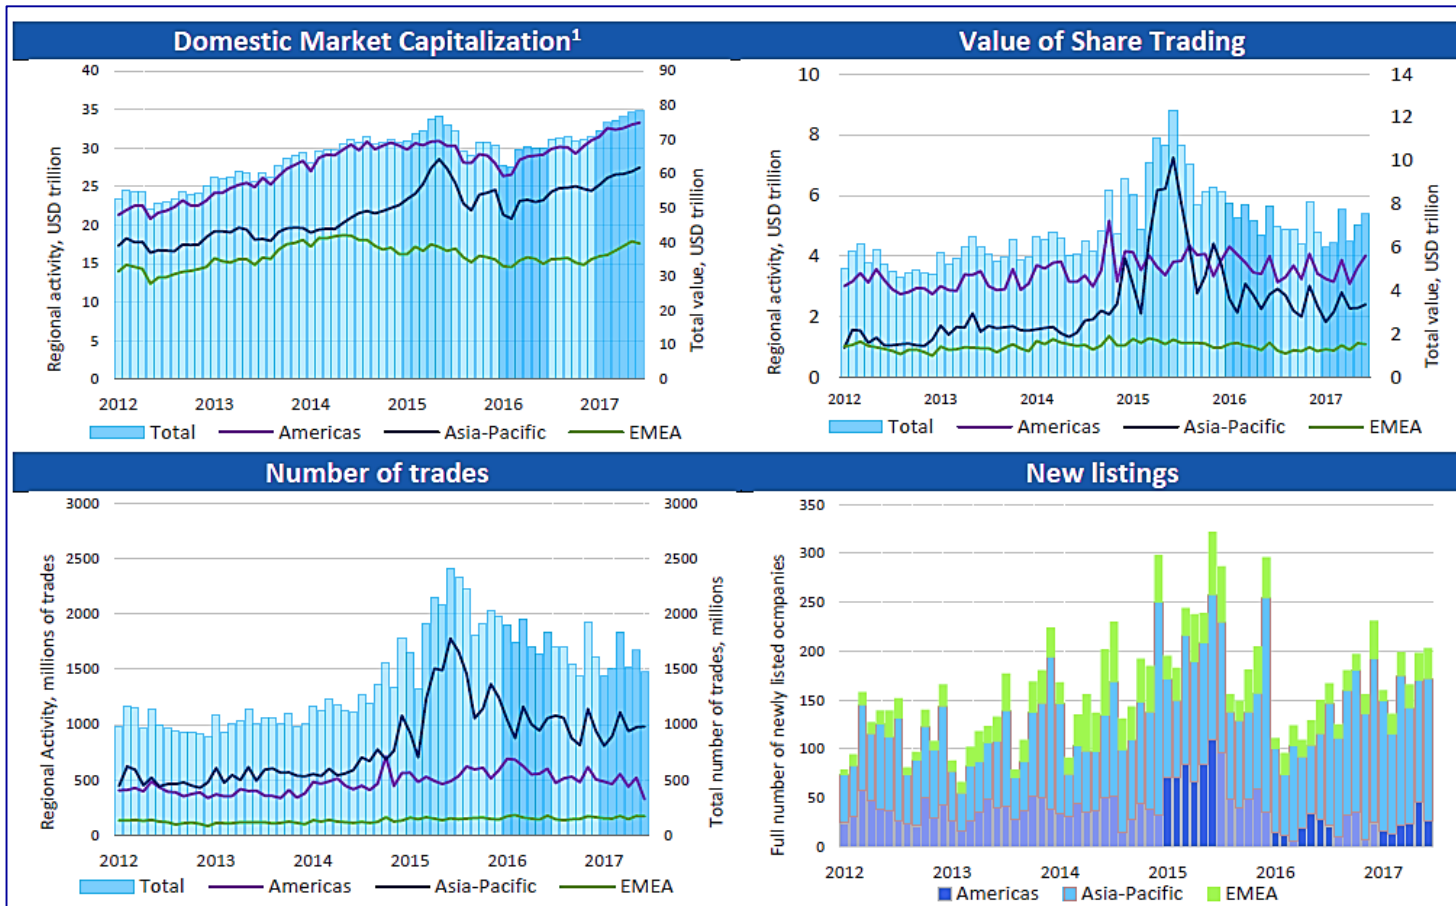 Domestic Market Capitalization¹
Value of Share Trading
40
35
30
25
20
15
10
5
0
Regional activity, USD trillion
90
80
70
60
50
40
30
20
10
0
Total value, USD trillion
2012 2013 2014 2015 2016 2017
Total Americas Asia-Pacific EMEA
10
8
6
4
2
0
Regional activity, USD trillion
14
12
10
8
6
4
2
0
Total value, USD trillion
2012 2013 2014 2015 2016 2017
Total Americas Asia-Pacific EMEA
Number of trades
New listings
3000
2500
2000
1500
1000
500
0
Regional Activity, millions of trades
3000
2500
2000
1500
1000
500
0
Total number of trades, millions
2012 2013 2014 2015 2016 2017
Total Americas Asia-Pacific EMEA
350
300
250
200
150
100
50
0
Full number of newly listed ocmpanies
2012 2013 2014 2015 2016 2017
Americas Asia-Pacific EMEA